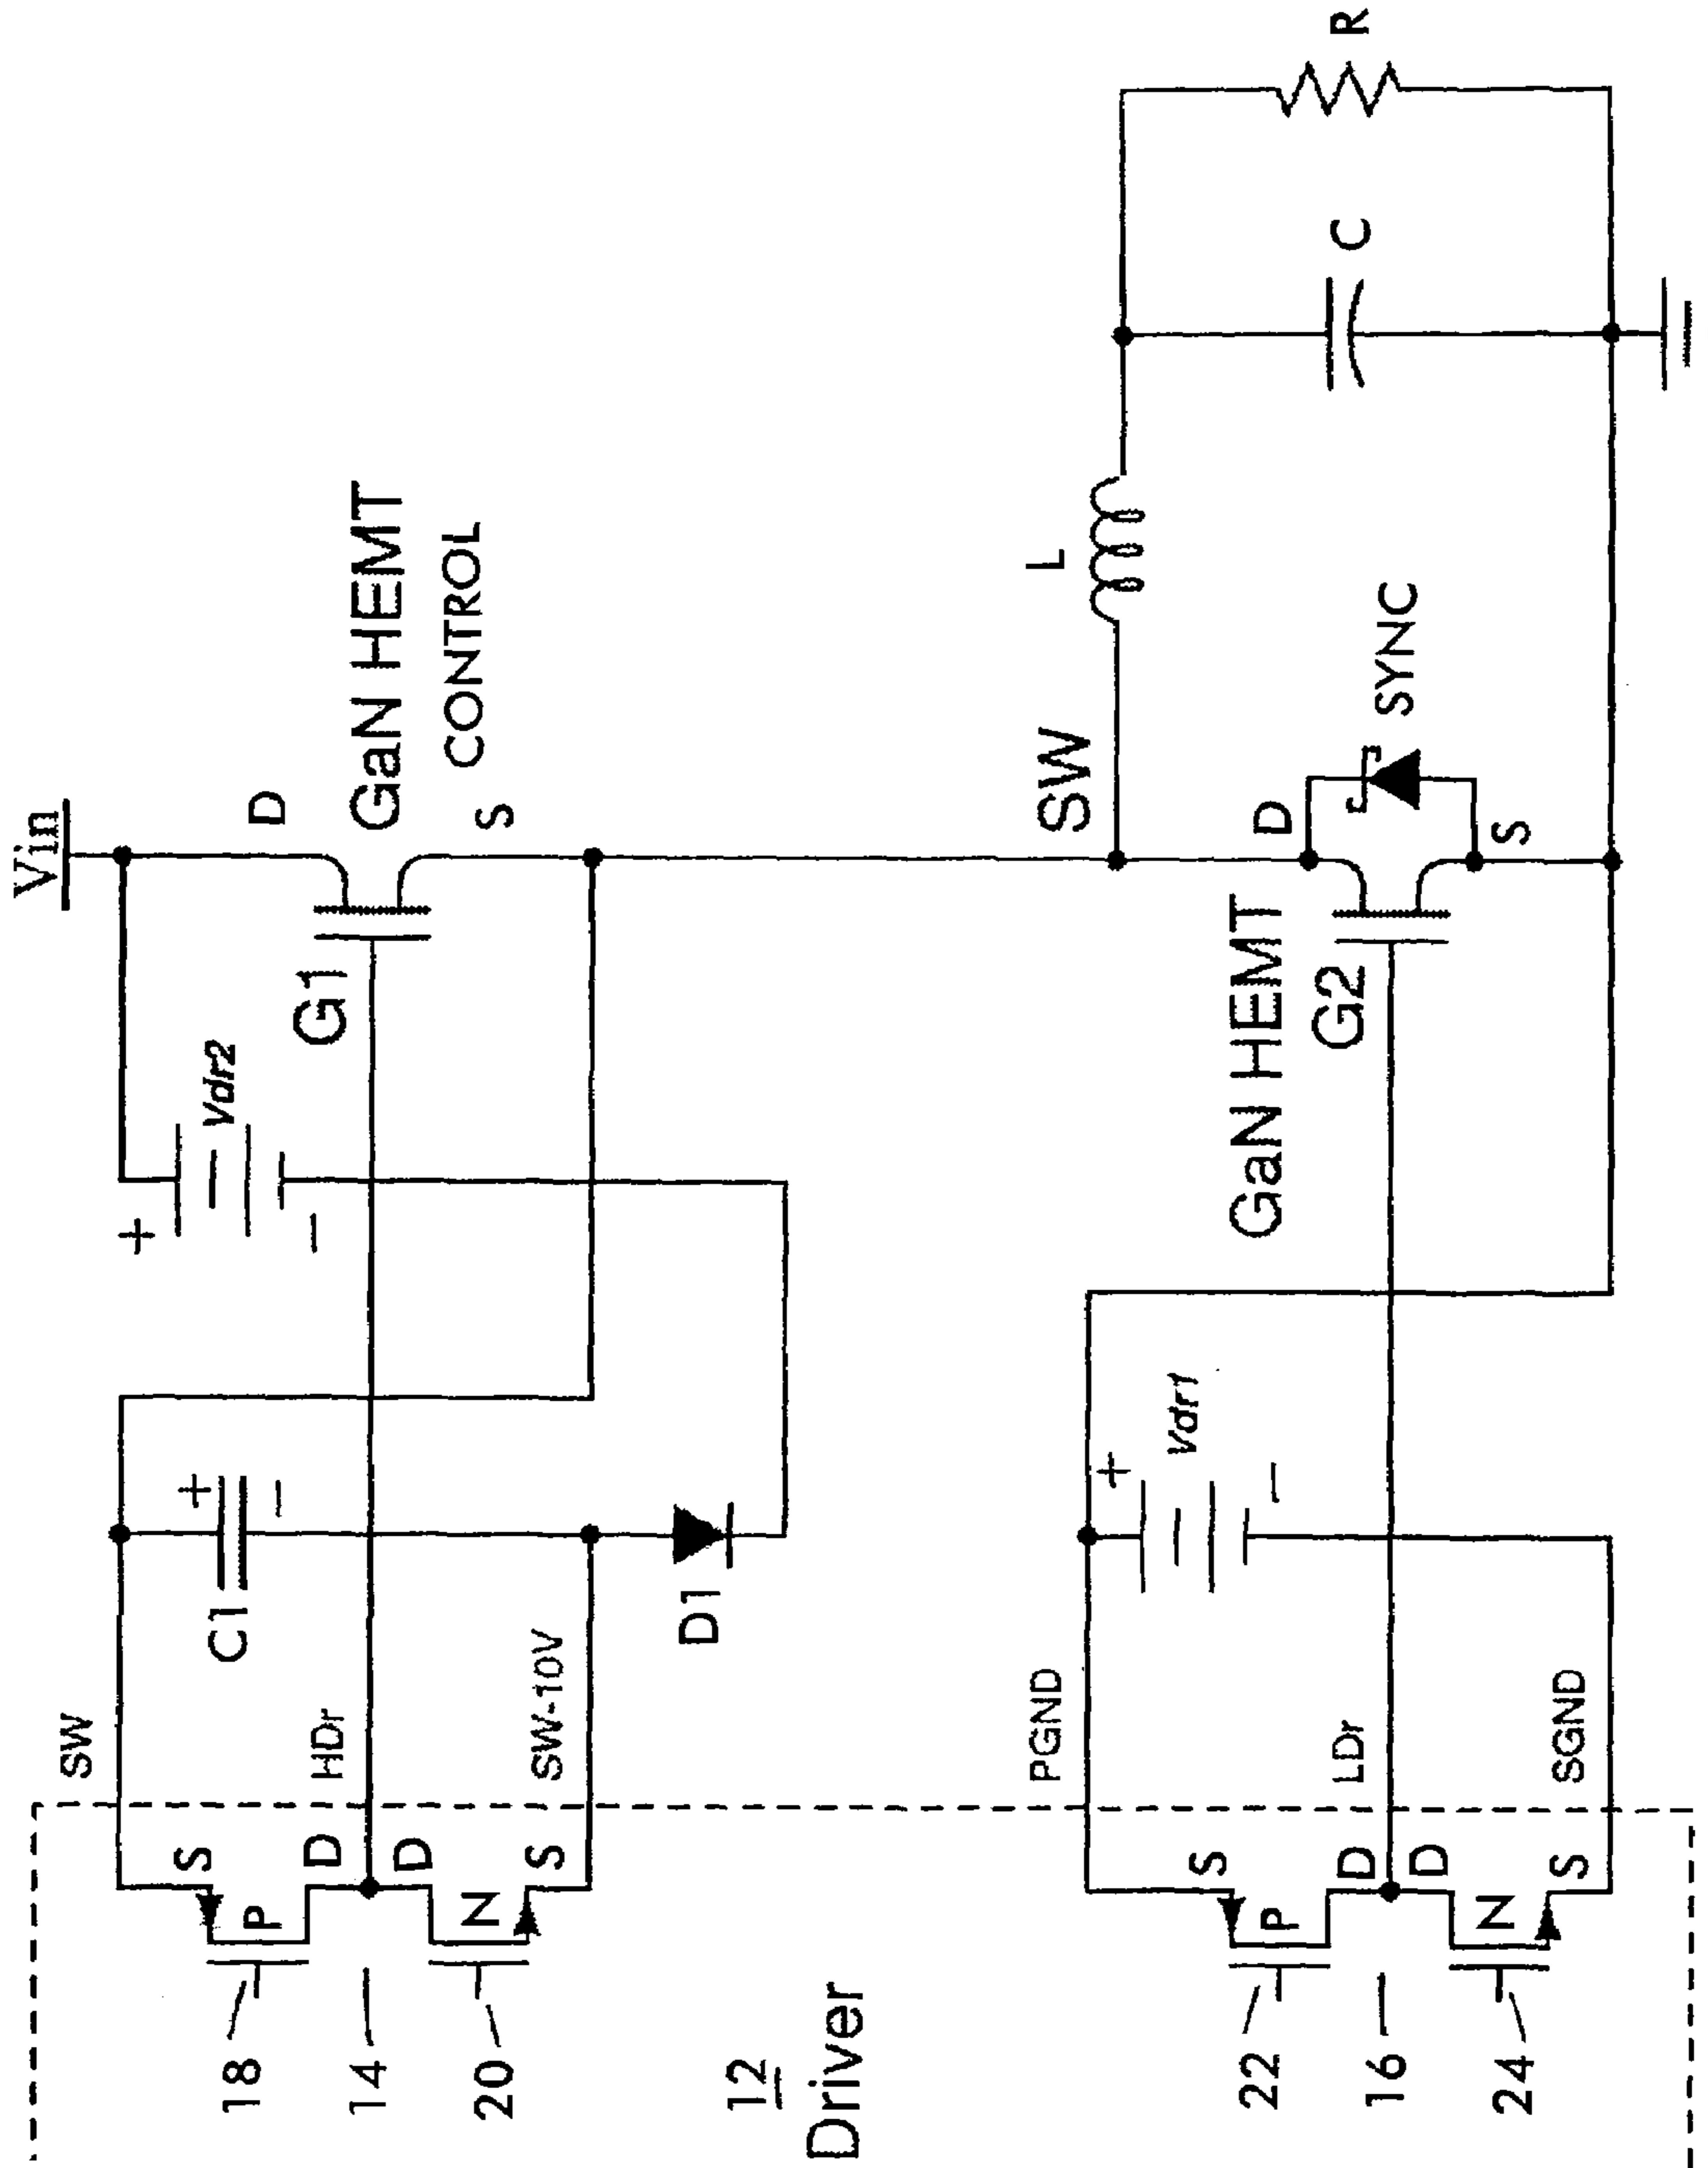 Vin
D
GaN HEMT
CONTROL
S
G1
Vdr2
+
−
SW
C1
+
−
HDr
SW-10V
D1
S
D
D
S
P
N
18
14
20
12
Driver
SW
L
C
R
D
SYNC
S
GaN HEMT
G2
Vdr1
+
−
PGND
LDr
SGND
S
D
D
S
P
N
22
16
24